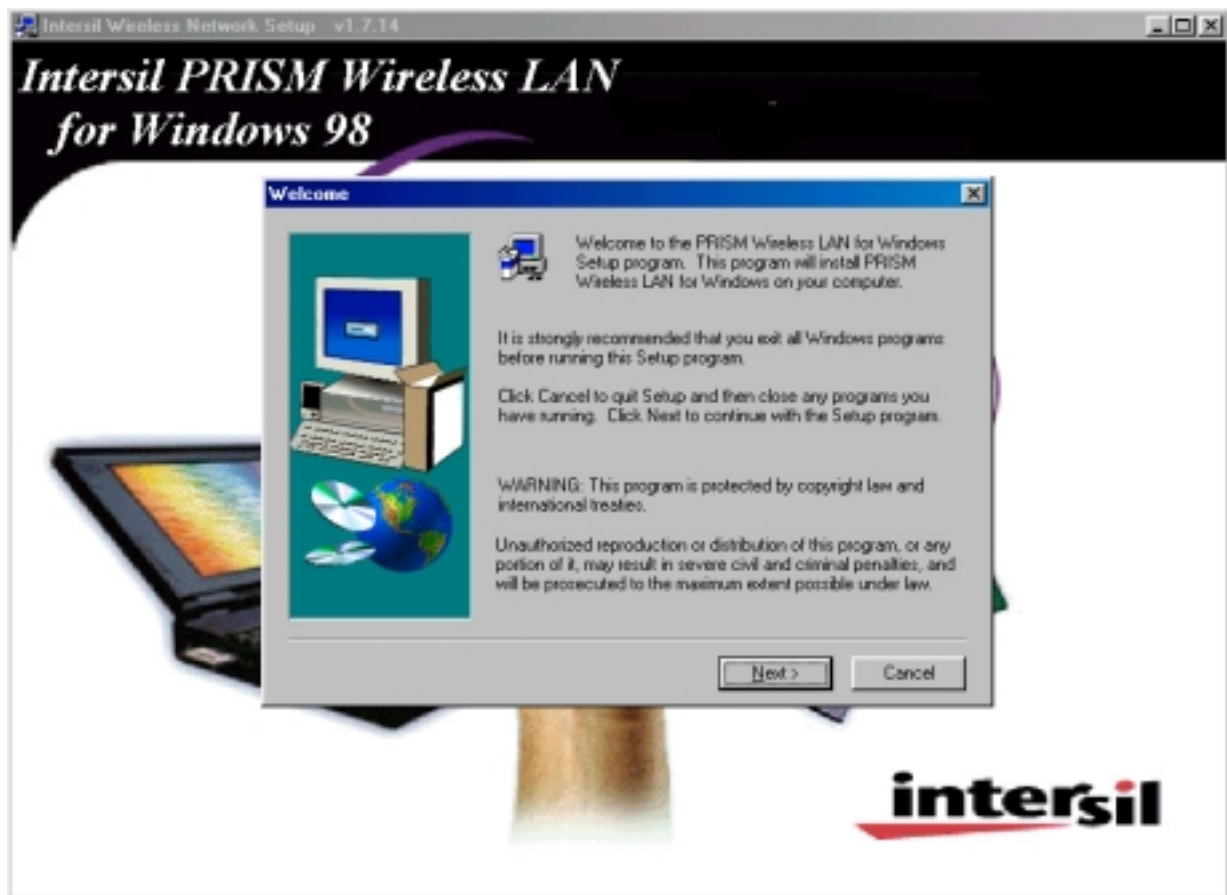 Intersil Wireless Network Setup v1.7.14
Intersil PRISM Wireless LAN
for Windows 98
Welcome
Welcome to the PRISM Wireless LAN for Windows
Setup program. This program will install PRISM
Wireless LAN for Windows on your computer.
It is strongly recommended that you exit all Windows programs
before running this Setup program.
Click Cancel to quit Setup and then close any programs you
have running. Click Next to continue with the Setup program.
WARNING: This program is protected by copyright law and
international treaties.
Unauthorized reproduction or distribution of this program, or any
portion of it, may result in severe civil and criminal penalties, and
will be prosecuted to the maximum extent possible under law.
Next >
Cancel
intersil